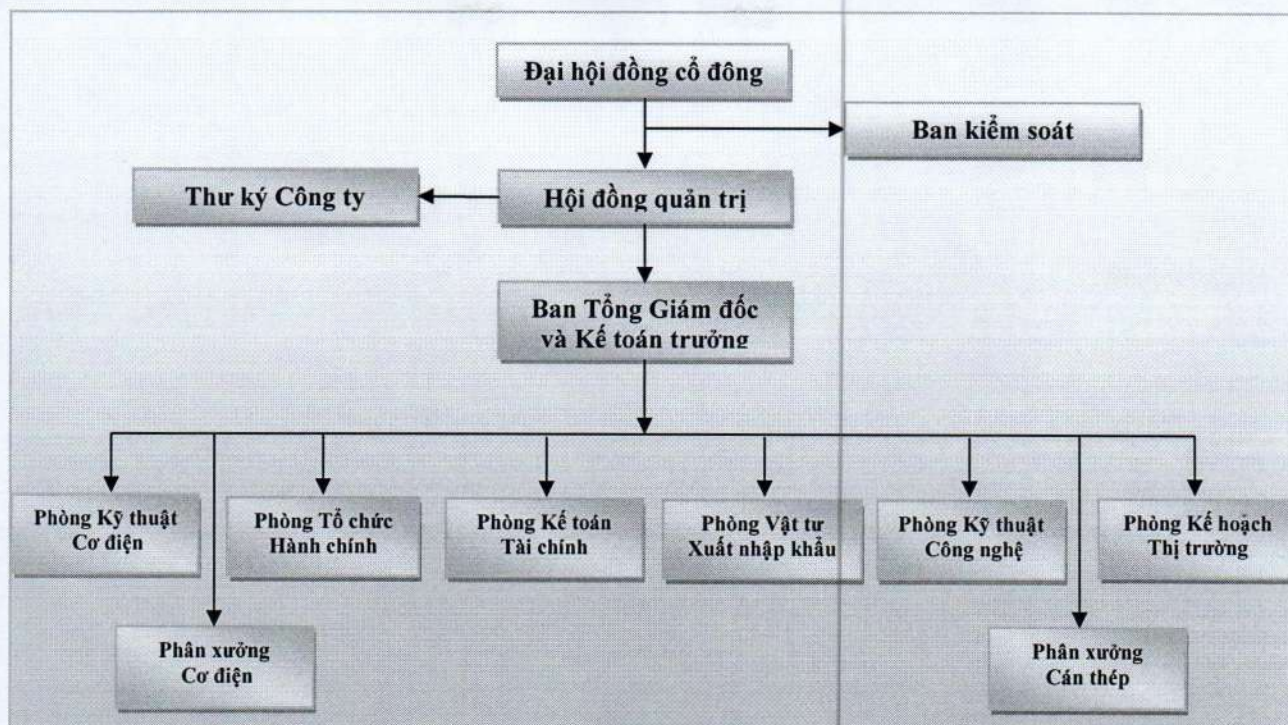 Đại hội đồng cổ đông
Ban kiểm soát
Thư ký Công ty
Hội đồng quản trị
Ban Tổng Giám đốc
và Kế toán trưởng
Phòng Kỹ thuật
Cơ điện
Phòng Tổ chức
Hành chính
Phòng Kế toán
Tài chính
Phòng Vật tư
Xuất nhập khẩu
Phòng Kỹ thuật
Công nghệ
Phòng Kế hoạch
Thị trường
Phân xưởng
Cơ điện
Phân xưởng
Cán thép